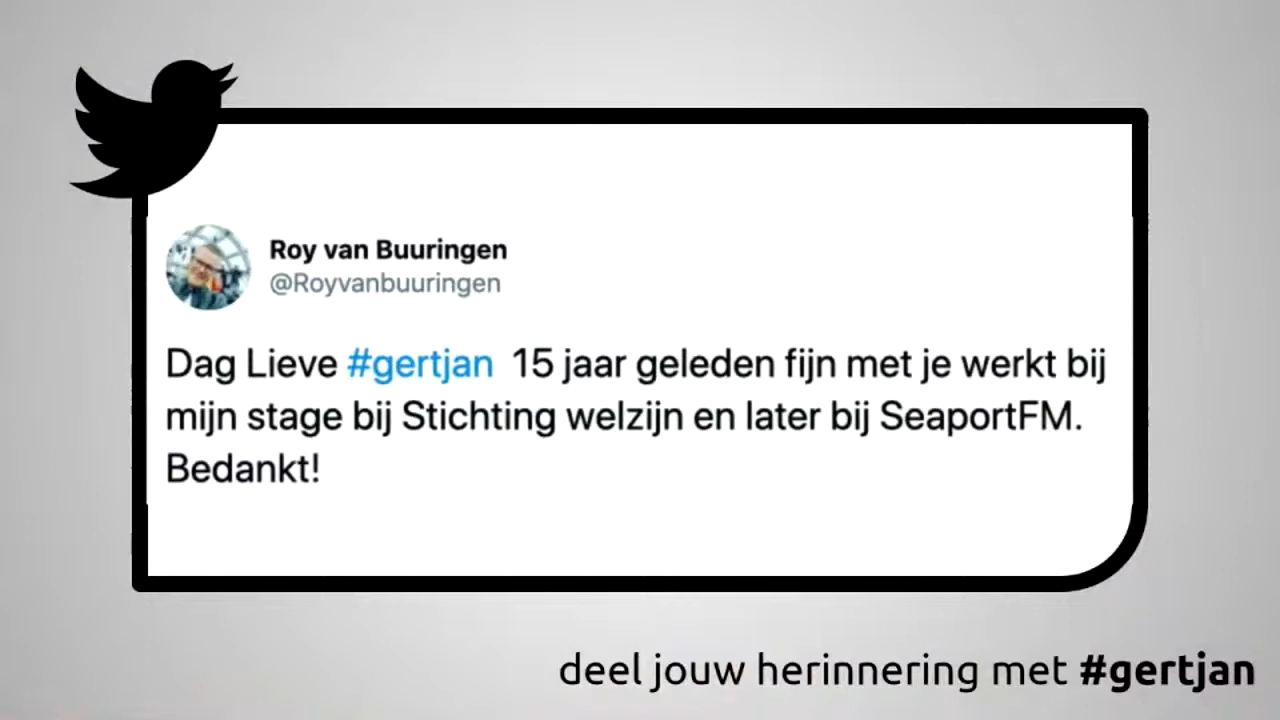 Roy van Buuringen
@Royvanbuuringen
Dag Lieve #gertjan 15 jaar geleden fijn met je werkt bij
mijn stage bij Stichting welzijn en later bij SeaportFM.
Bedankt!
deel jouw herinnering met #gertjan